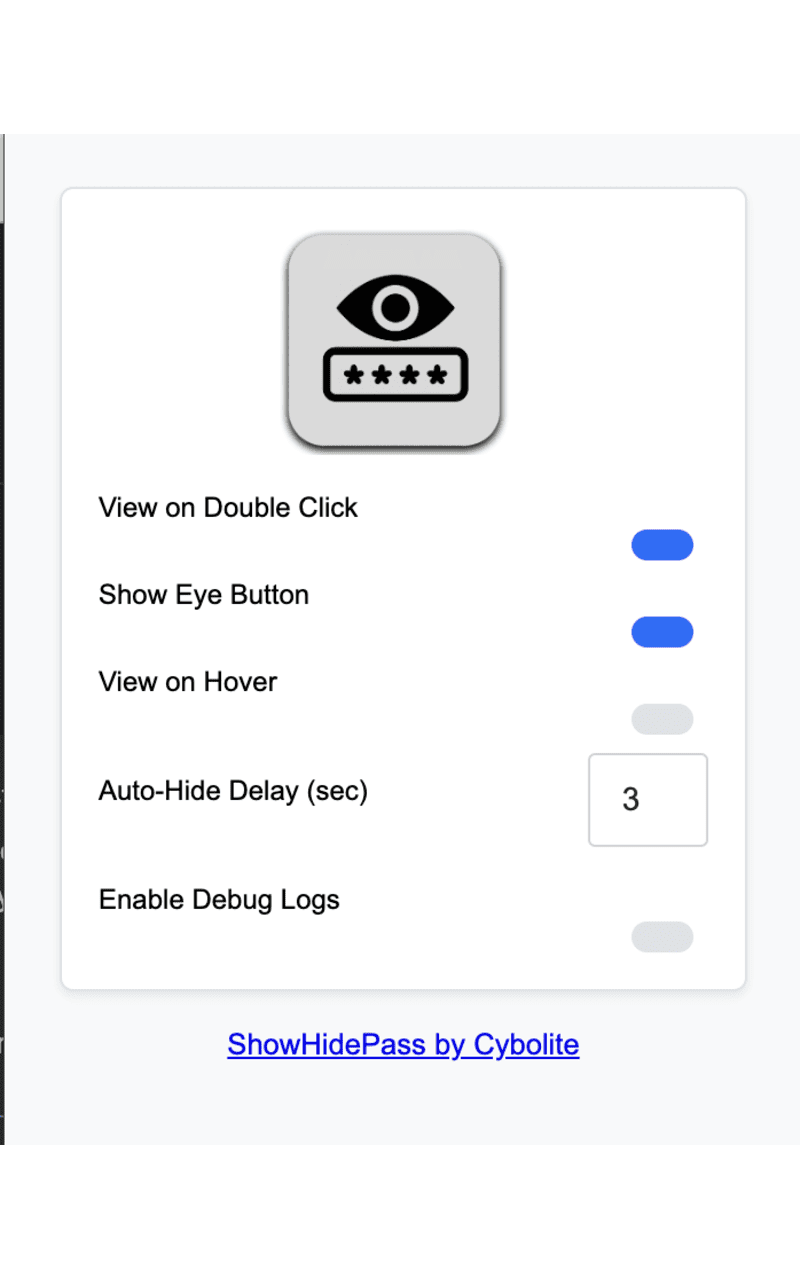 ****
View on Double Click
Show Eye Button
View on Hover
Auto-Hide Delay (sec)
3
Enable Debug Logs
ShowHidePass by Cybolite